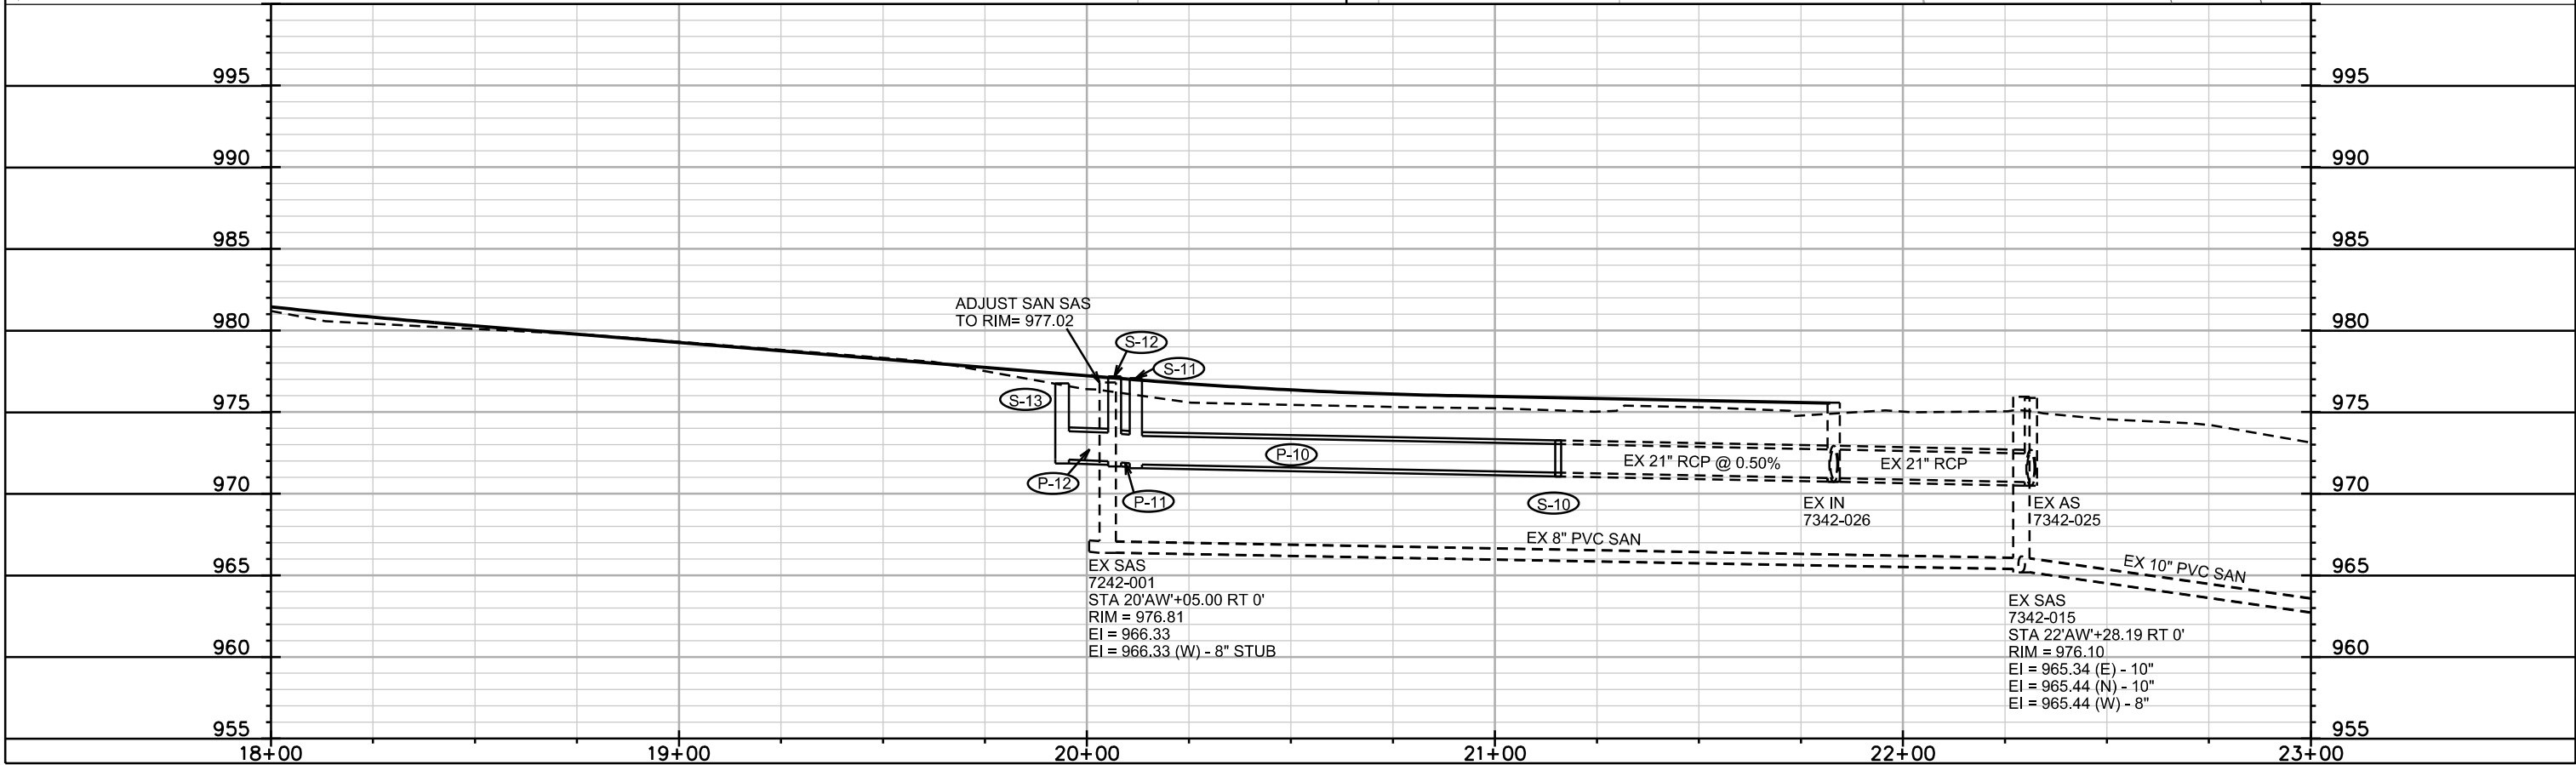 995 995
990 990
985 985
980 980
975 975
970 970
965 965
960 960
955 955
ADJUST SAN SAS
TO RIM= 977.02
S-12
S-11
S-13
P-12
P-11
P-10
S-10
EX 21" RCP @ 0.50%
EX 21" RCP
EX IN
7342-026
EX AS
7342-025
EX 8" PVC SAN
EX 10" PVC SAN
EX SAS
7242-001
STA 20'AW'+05.00 RT 0'
RIM = 976.81
EI = 966.33
EI = 966.33 (W) - 8" STUB
EX SAS
7342-015
STA 22'AW'+28.19 RT 0'
RIM = 976.10
EI = 965.34 (E) - 10"
EI = 965.44 (N) - 10"
EI = 965.44 (W) - 8"
18+00 19+00 20+00 21+00 22+00 23+00